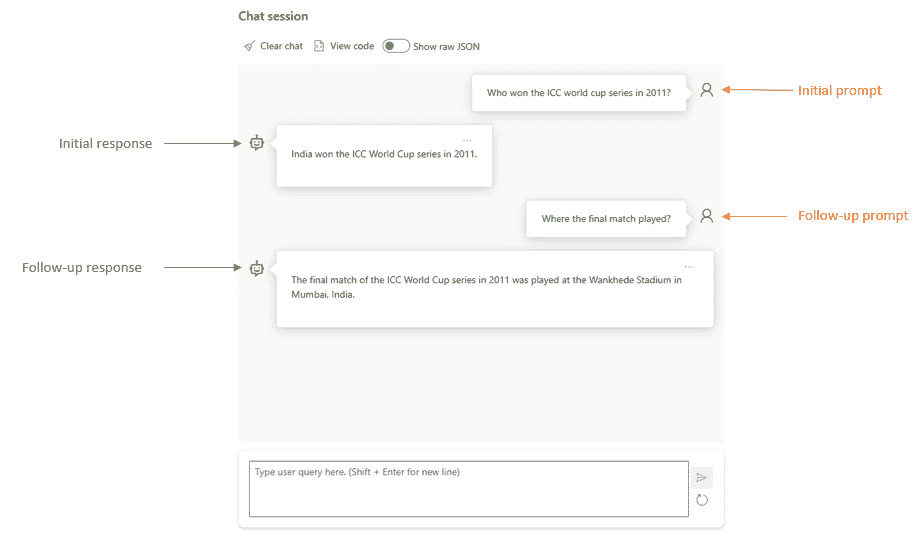 Chat session
Clear chat View code Show raw JSON
Who won the ICC world cup series in 2011?
Initial prompt
Initial response
...
India won the ICC World Cup series in 2011.
Where the final match played?
Follow-up prompt
Follow-up response
...
The final match of the ICC World Cup series in 2011 was played at the Wankhede Stadium in
Mumbai, India.
Type user query here. (Shift + Enter for new line)